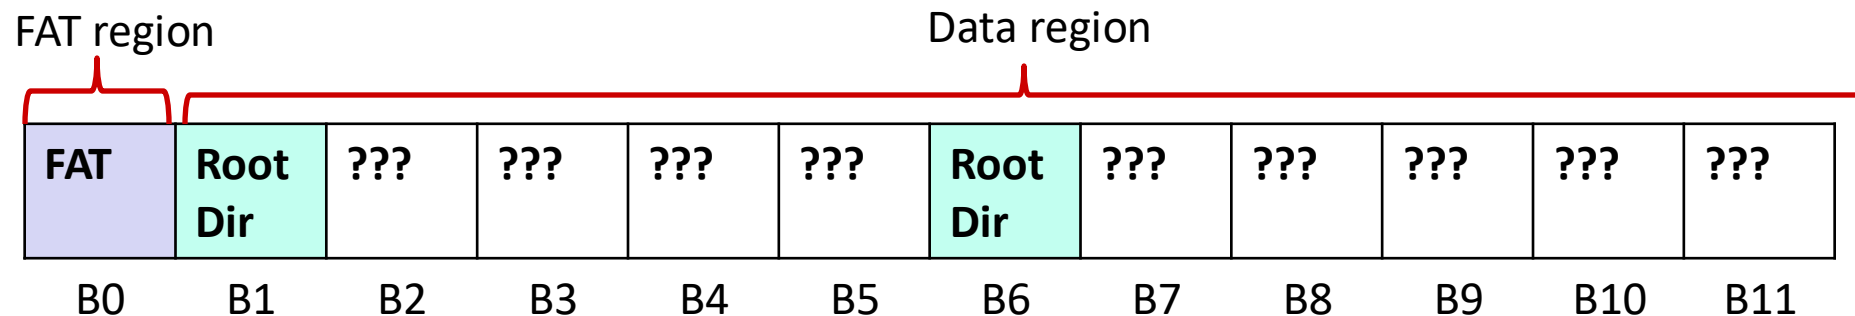 FAT region
Data region
FAT Root ??? ??? ??? ??? Root ??? ??? ??? ??? ???
Dir Dir
B0 B1 B2 B3 B4 B5 B6 B7 B8 B9 B10 B11